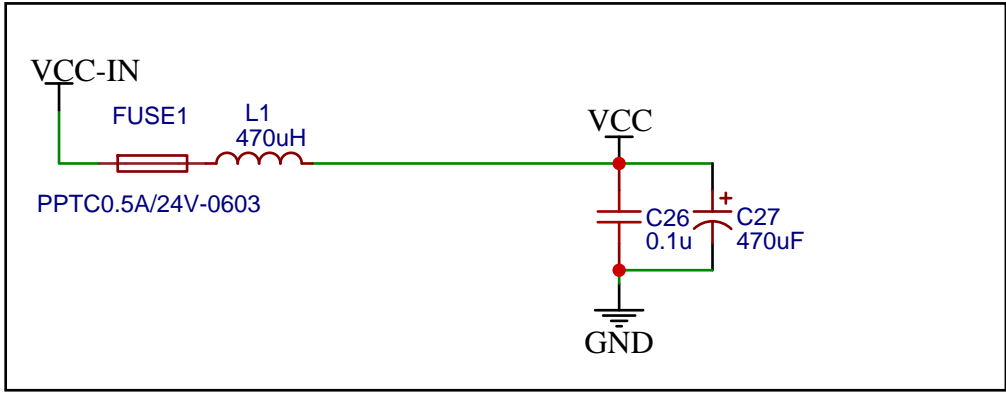 VCC-IN
FUSE1
L1
470uH
PPTC0.5A/24V-0603
VCC
+
C26
0.1u
C27
470uF
GND